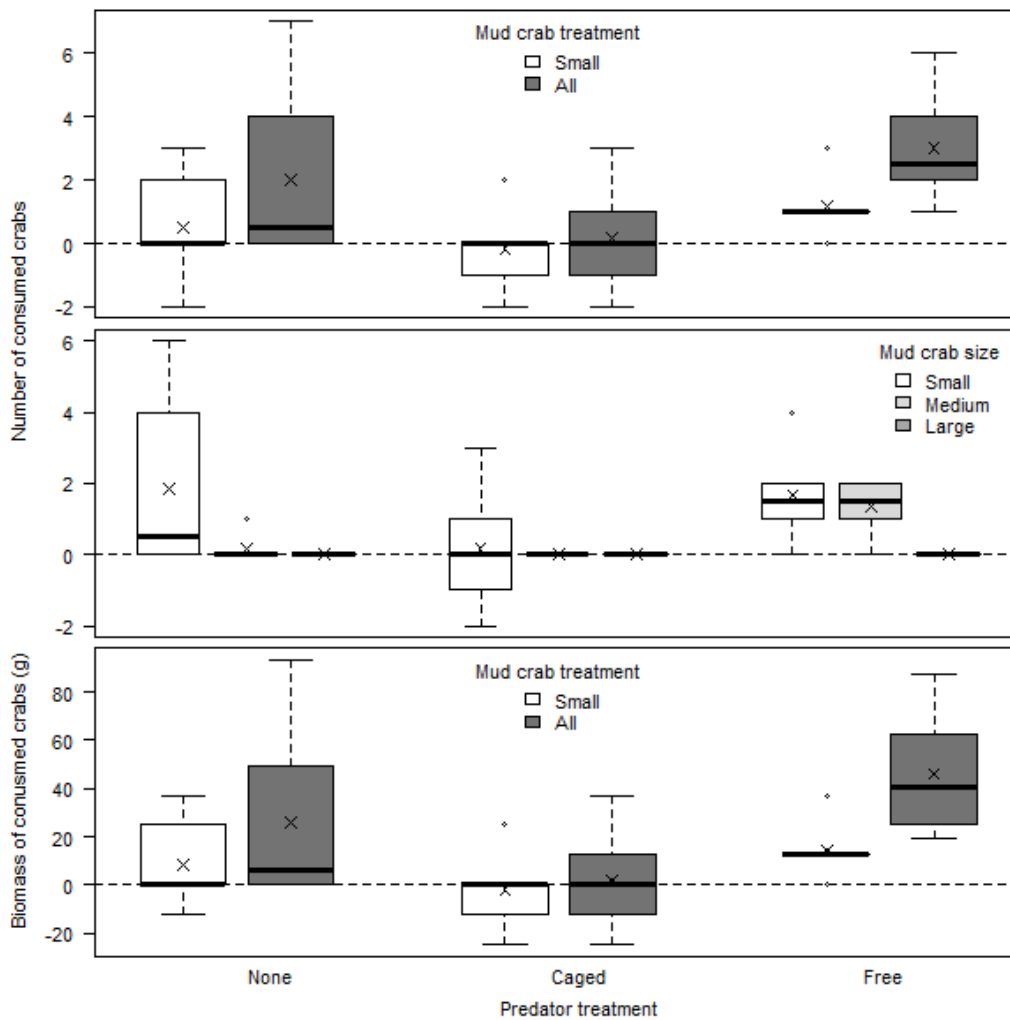 Mud crab treatment
Small
All
6
4
2
0
-2
Number of consumed crabs
Mud crab size
Small
Medium
Large
6
4
2
0
-2
Mud crab treatment
Small
All
80
60
40
20
0
-20
Biomass of conusmed crabs (g)
None Caged Free
Predator treatment